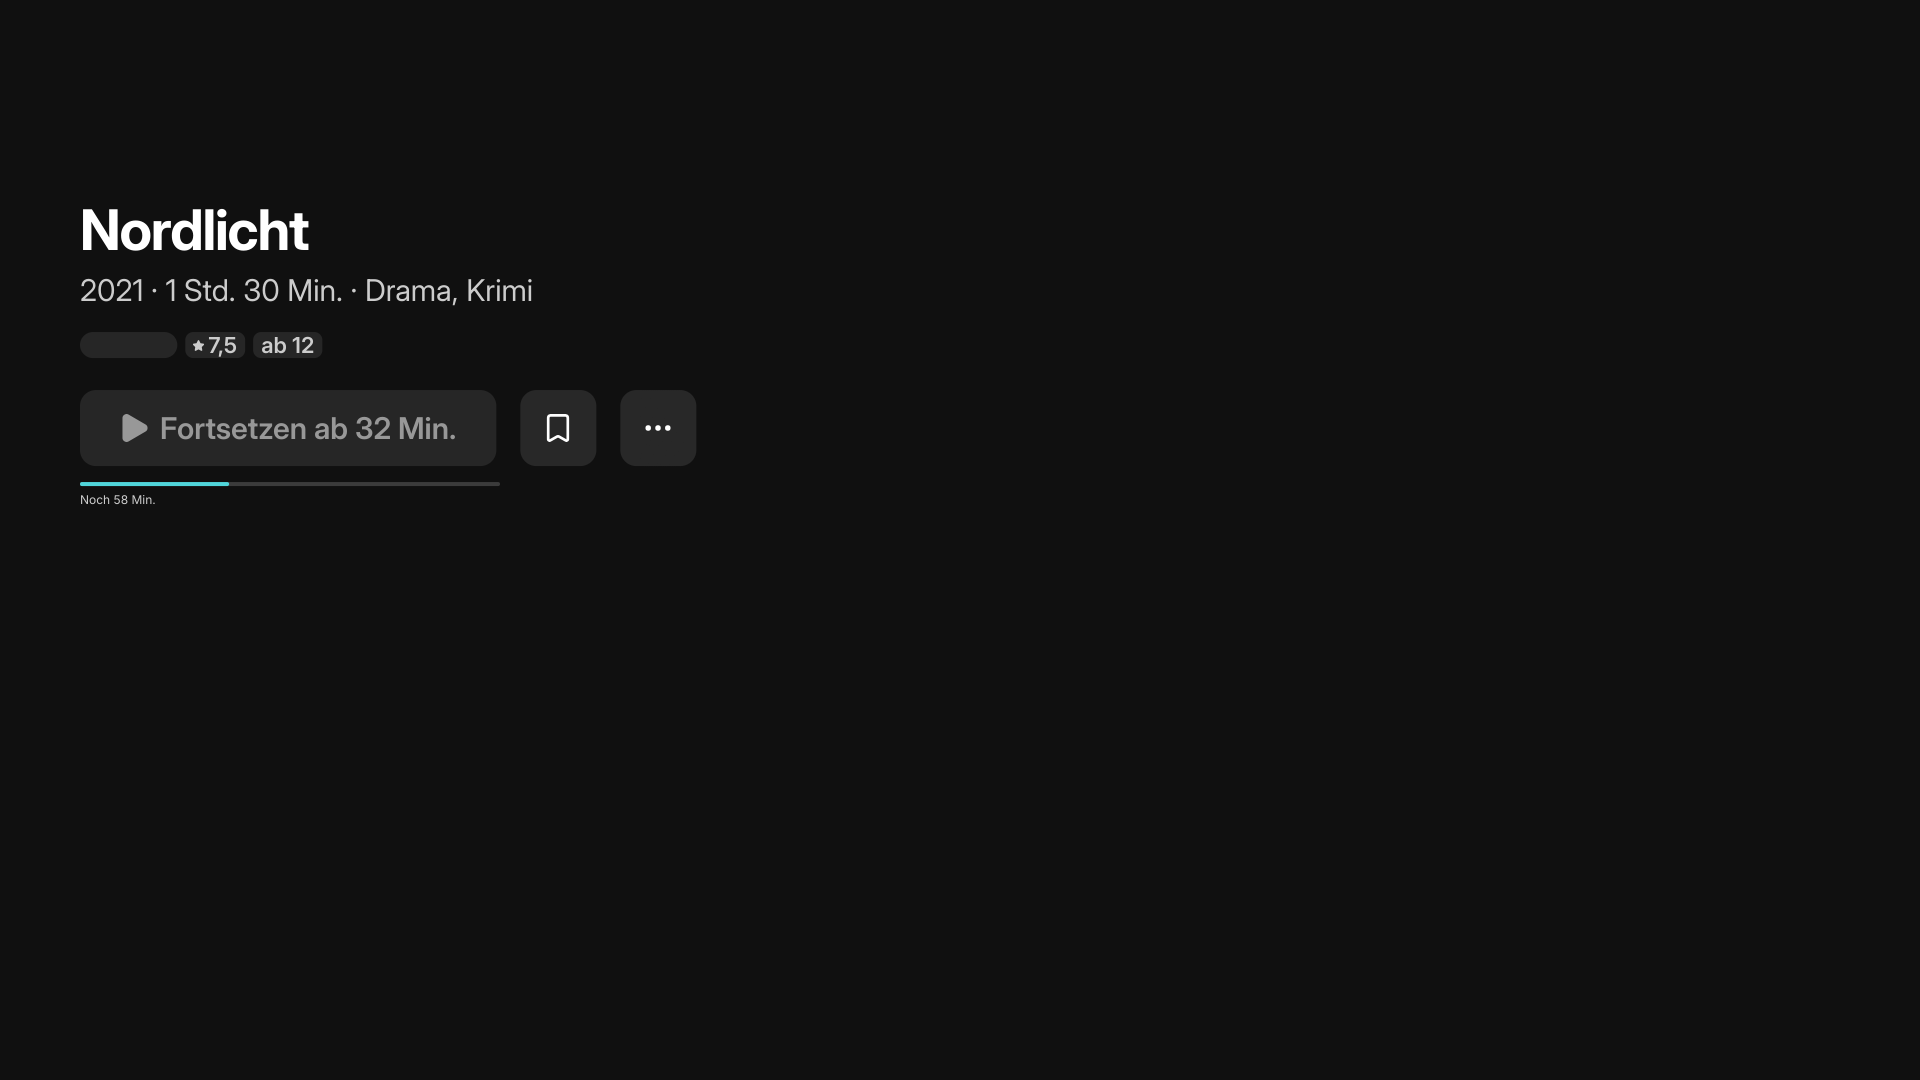 Nordlicht
2021 · 1 Std. 30 Min. · Drama, Krimi
7,5 ab 12
Fortsetzen ab 32 Min.
Noch 58 Min.